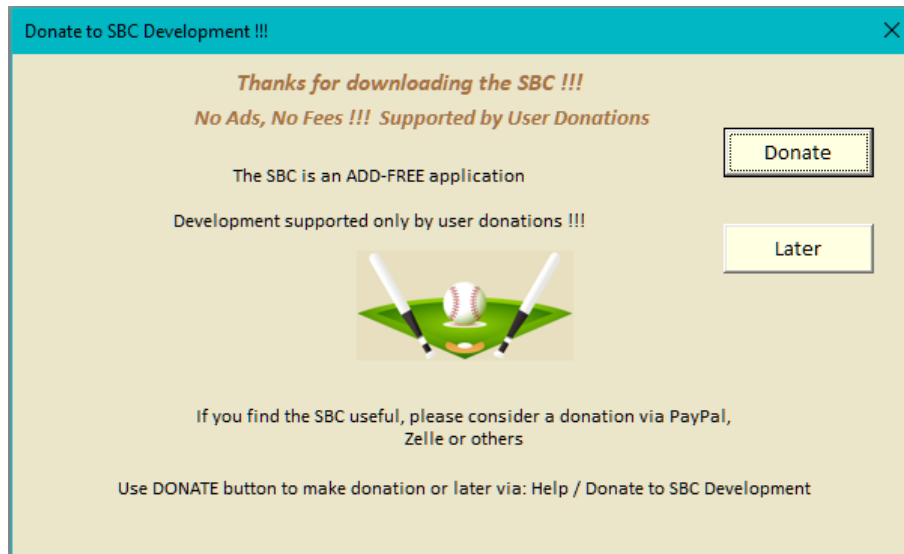 Donate to SBC Development !!!
Thanks for downloading the SBC !!!
No Ads, No Fees !!! Supported by User Donations
Donate
The SBC is an ADD-FREE application
Development supported only by user donations !!!
Later
If you find the SBC useful, please consider a donation via PayPal,
Zelle or others
Use DONATE button to make donation or later via: Help / Donate to SBC Development